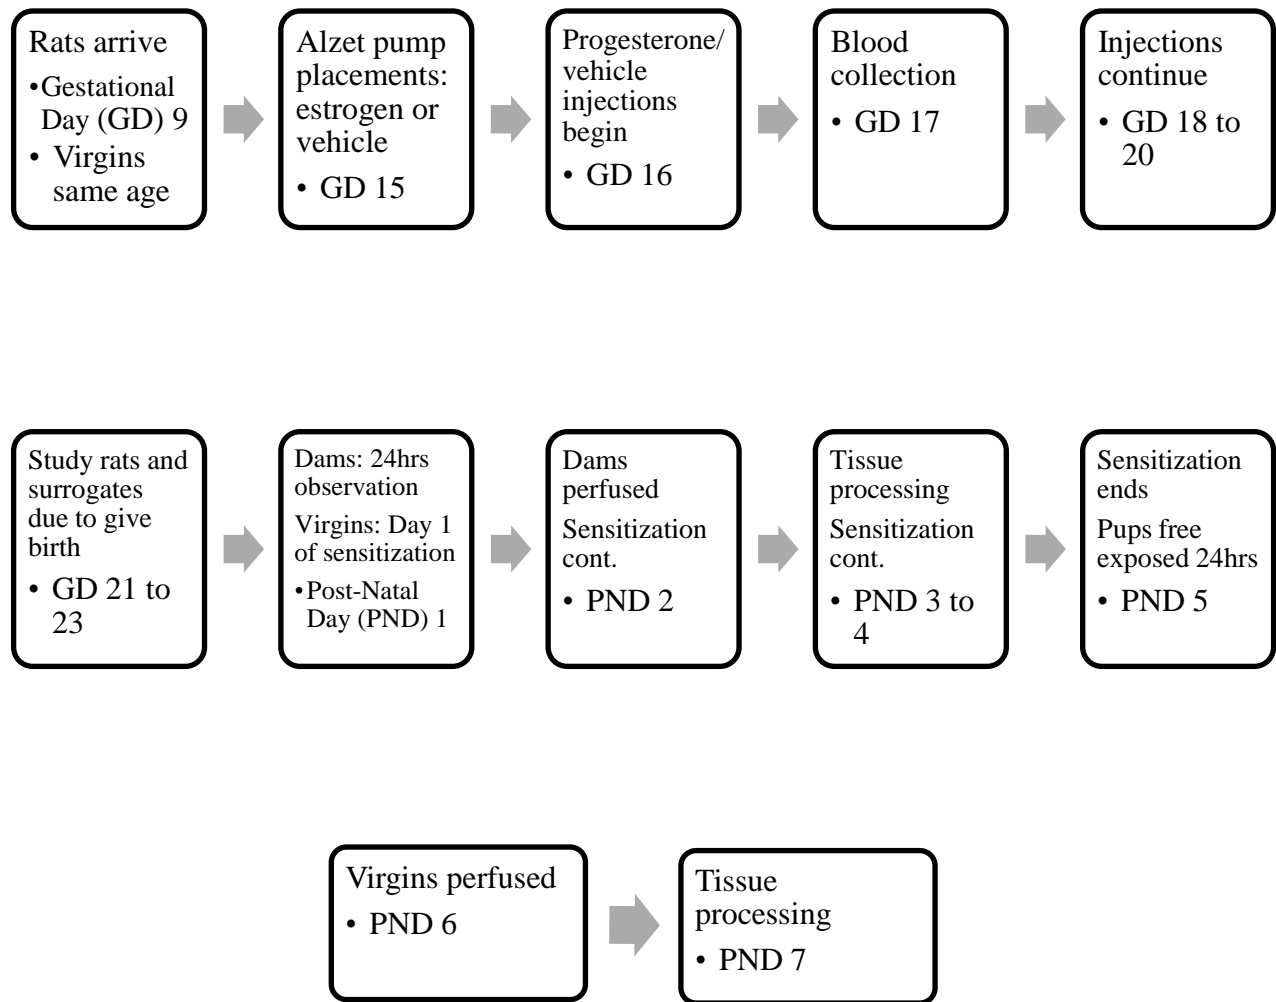 Rats arrive
•Gestational
Day (GD) 9
• Virgins
same age
Alzet pump
placements:
estrogen or
vehicle
• GD 15
Progesterone/
vehicle
injections
begin
• GD 16
Blood
collection
• GD 17
Injections
continue
• GD 18 to
20
Study rats and
surrogates
due to give
birth
• GD 21 to
23
Dams: 24hrs
observation
Virgins: Day 1
of sensitization
•Post-Natal
Day (PND) 1
Dams
perfused
Sensitization
cont.
• PND 2
Tissue
processing
Sensitization
cont.
• PND 3 to
4
Sensitization
ends
Pups free
exposed 24hrs
• PND 5
Virgins perfused
• PND 6
Tissue
processing
• PND 7